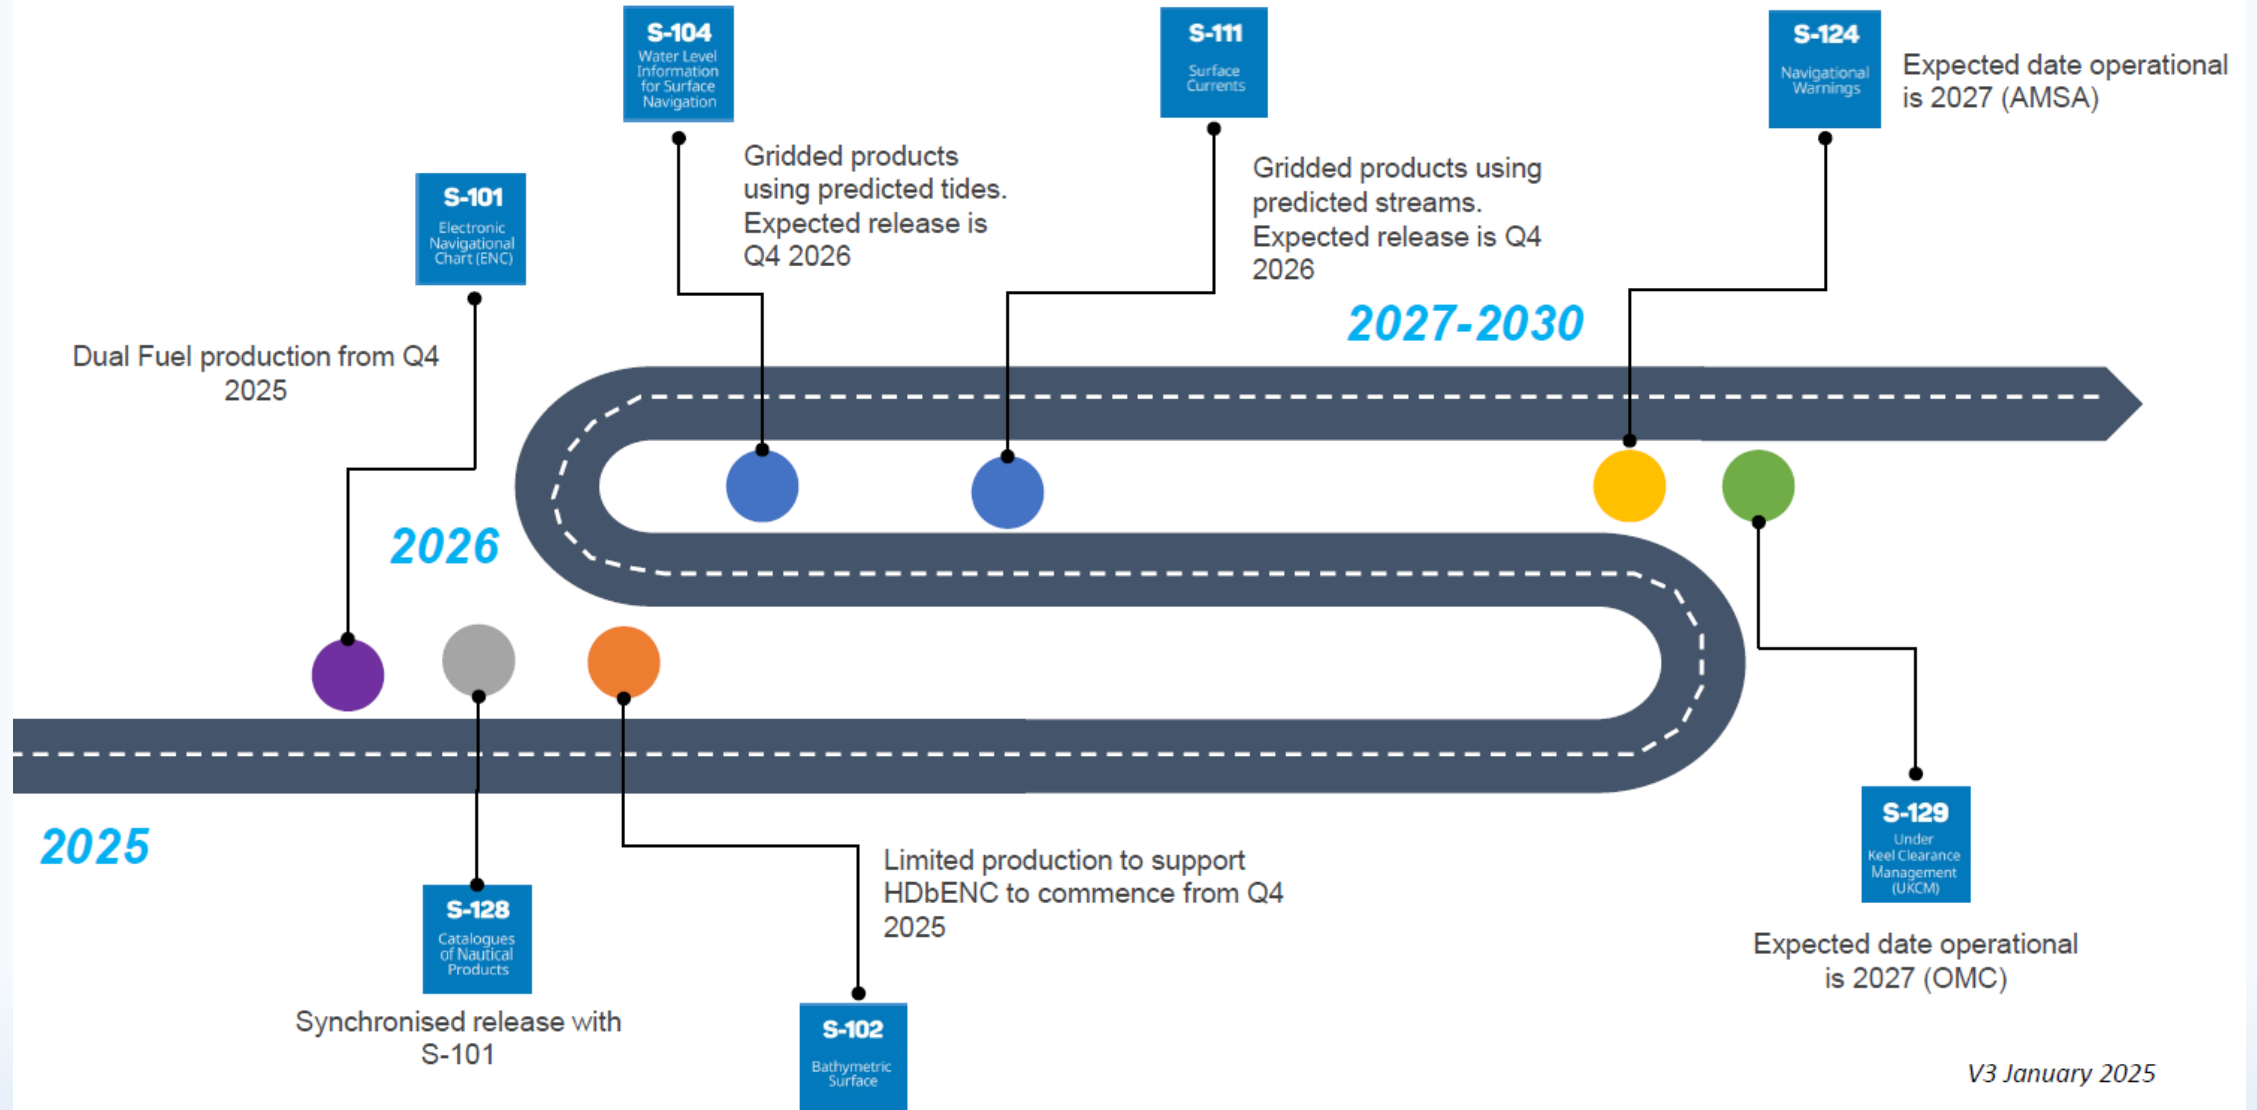 S-104
Water Level
Information
for Surface
Navigation
S-111
Surface
Currents
S-124
Navigational
Warnings
Expected date operational
is 2027 (AMSA)
Gridded products
using predicted tides.
Expected release is
Q4 2026
Gridded products using
predicted streams.
Expected release is Q4
2026
S-101
Electronic
Navigational
Chart (ENC)
Dual Fuel production from Q4
2025
2027-2030
2026
2025
S-128
Catalogues
of Nautical
Products
Synchronised release with
S-101
Limited production to support
HDbENC to commence from Q4
2025
S-102
Bathymetric
Surface
S-129
Under
Keel Clearance
Management
(UKCM)
Expected date operational
is 2027 (OMC)
V3 January 2025